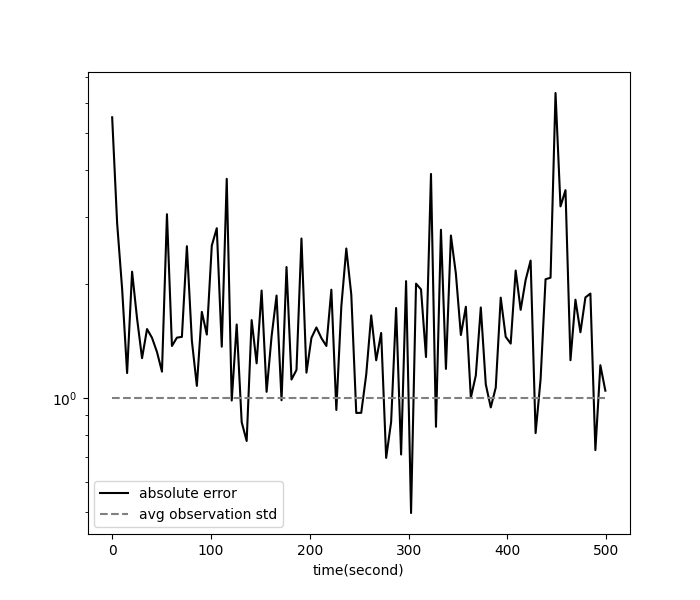 10⁰
absolute error
avg observation std
0 100 200 300 400 500
time(second)